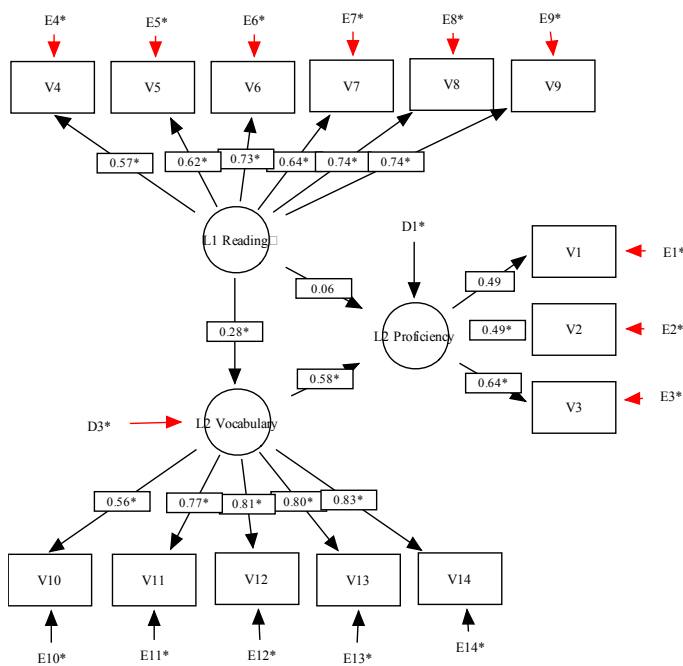 E4* E5* E6* E7* E8* E9*
V4 V5 V6 V7 V8 V9
0.57* 0.62* 0.73* 0.64* 0.74* 0.74*
L1 Reading
D1*
V1 E1*
0.06 0.49
0.28* L2 Proficiency 0.49* V2 E2*
0.58* 0.64* V3 E3*
D3* L2 Vocabulary
0.56* 0.77* 0.81* 0.80* 0.83*
V10 V11 V12 V13 V14
E10* E11* E12* E13* E14*